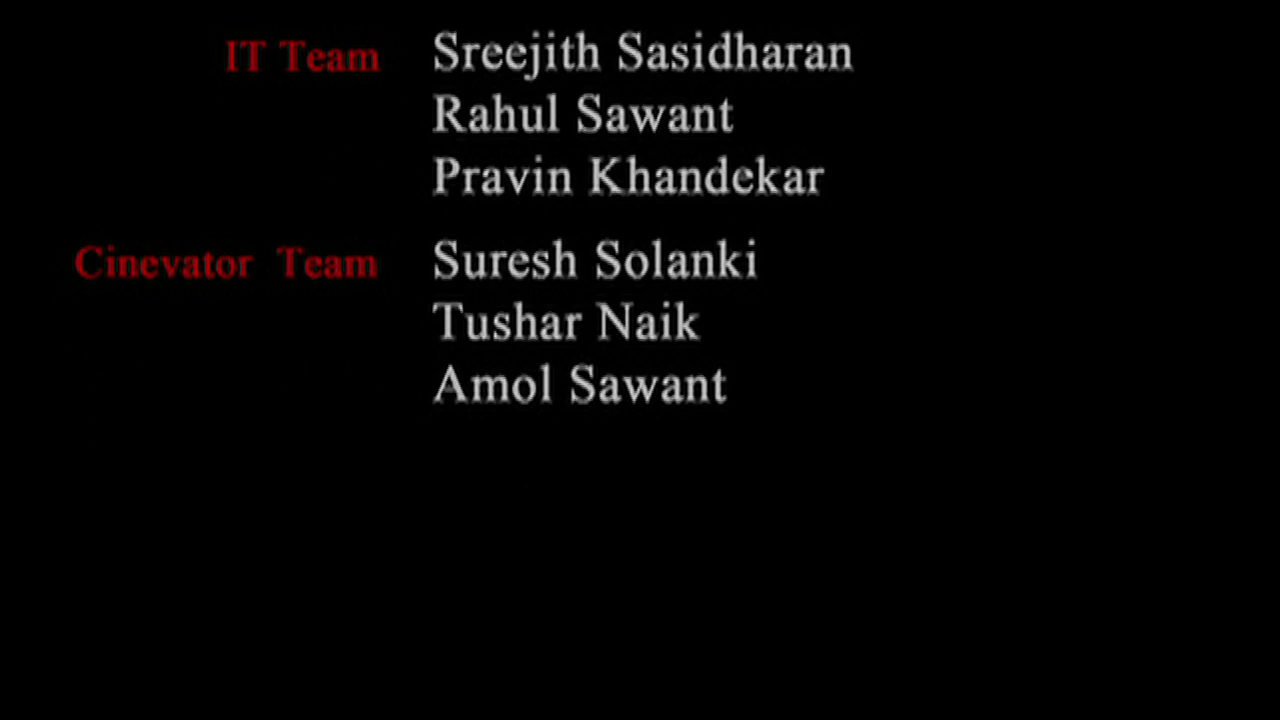 IT Team Sreejith Sasidharan
Rahul Sawant
Pravin Khandekar
Cinevator Team Suresh Solanki
Tushar Naik
Amol Sawant